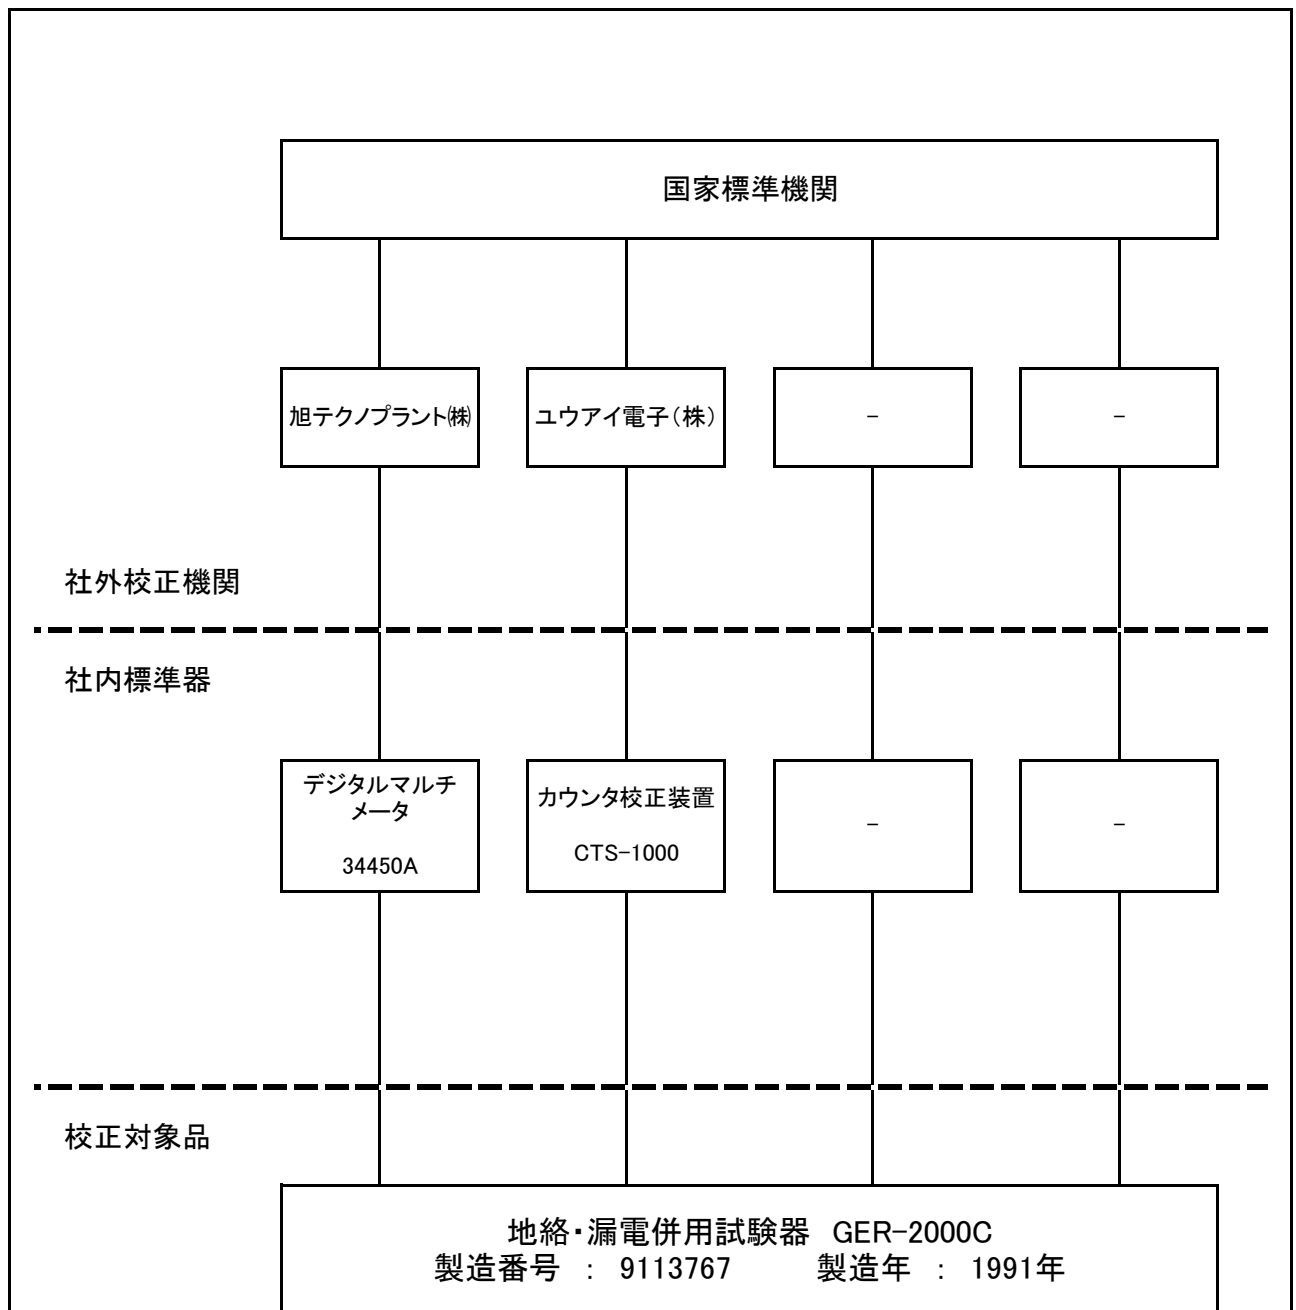 国家標準機関
旭テクノプラント㈱
ユウアイ電子（株）
-
-
社外校正機関
社内標準器
デジタルマルチ
メータ
34450A
カウンタ校正装置
CTS-1000
-
-
校正対象品
地絡・漏電併用試験器　GER-2000C
製造番号　：　9113767　　　製造年　：　1991年